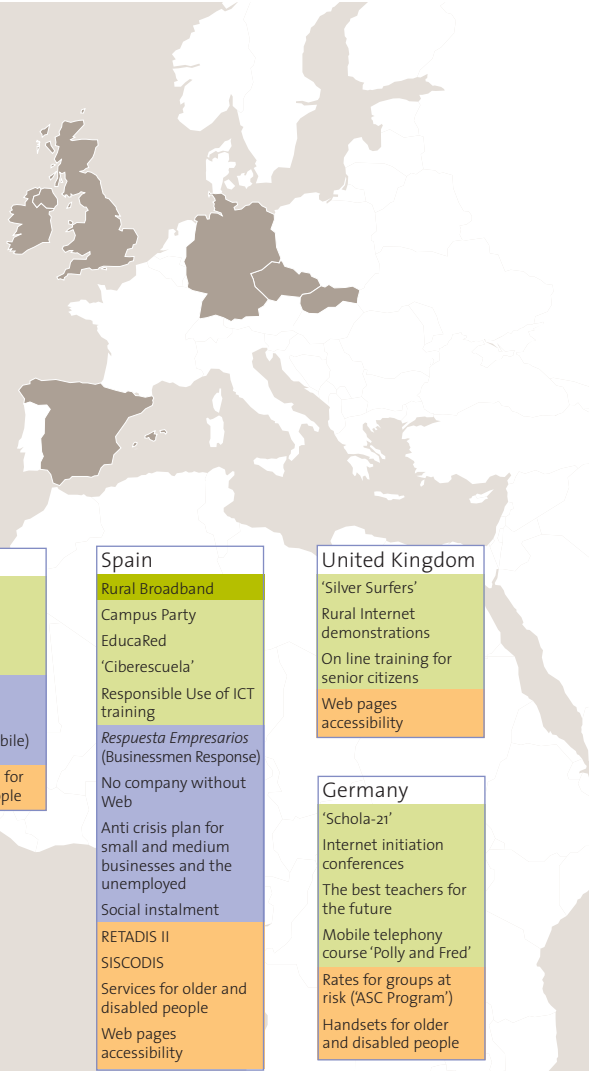 bile)
for
ple
Spain
Rural Broadband
Campus Party
EducaRed
‘Ciberescuela’
Responsible Use of ICT
training
Respuesta Empresarios
(Businessmen Response)
No company without
Web
Anti crisis plan for
small and medium
businesses and the
unemployed
Social instalment
RETADIS II
SISCODIS
Services for older and
disabled people
Web pages
accessibility
United Kingdom
‘Silver Surfers’
Rural Internet
demonstrations
On line training for
senior citizens
Web pages
accessibility
Germany
‘Schola-21’
Internet initiation
conferences
The best teachers for
the future
Mobile telephony
course ‘Polly and Fred’
Rates for groups at
risk (‘ASC Program’)
Handsets for older
and disabled people